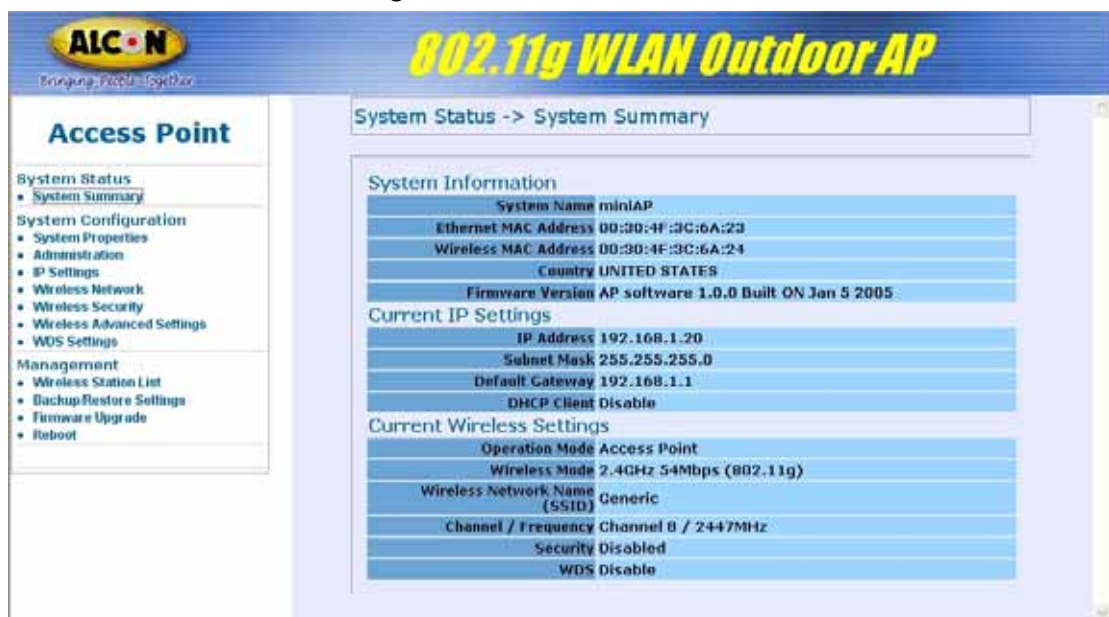 ALCON
Bringing People Together
802.11g WLAN Outdoor AP
Access Point
System Status
System Summary
System Configuration
System Properties
Administration
IP Settings
Wireless Network
Wireless Security
Wireless Advanced Settings
WDS Settings
Management
Wireless Station List
Backup/Restore Settings
Firmware Upgrade
Reboot
System Status -> System Summary
System Information
System Name miniAP
Ethernet MAC Address 00:30:4F:3C:6A:23
Wireless MAC Address 00:30:4F:3C:6A:24
Country UNITED STATES
Firmware Version AP software 1.0.0 Built ON Jan 5 2005
Current IP Settings
IP Address 192.168.1.20
Subnet Mask 255.255.255.0
Default Gateway 192.168.1.1
DHCP Client Disable
Current Wireless Settings
Operation Mode Access Point
Wireless Mode 2.4GHz 54Mbps (802.11g)
Wireless Network Name (SSID) Generic
Channel / Frequency Channel 8 / 2447MHz
Security Disabled
WDS Disable